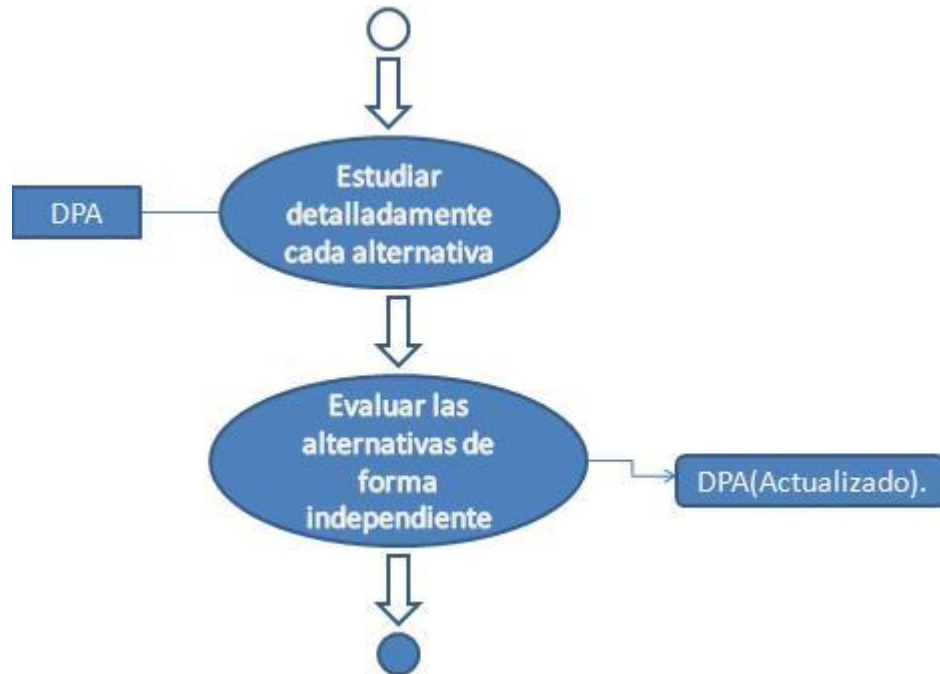 Estudiar
detalladamente
cada alternativa
DPA
Evaluar las
alternativas de
forma
independiente
DPA(Actualizado).